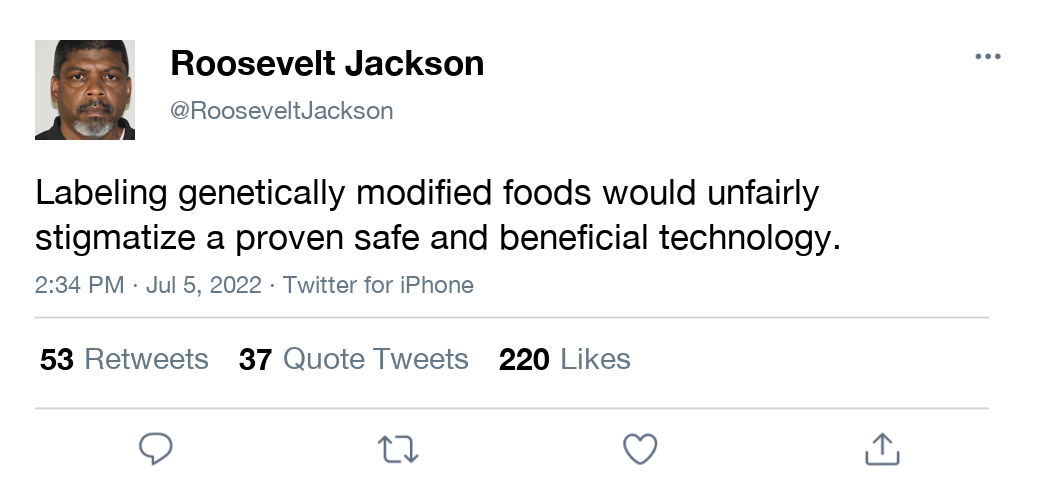 Roosevelt Jackson
@RooseveltJackson
Labeling genetically modified foods would unfairly
stigmatize a proven safe and beneficial technology.
2:34 PM · Jul 5, 2022 · Twitter for iPhone
53 Retweets 37 Quote Tweets 220 Likes